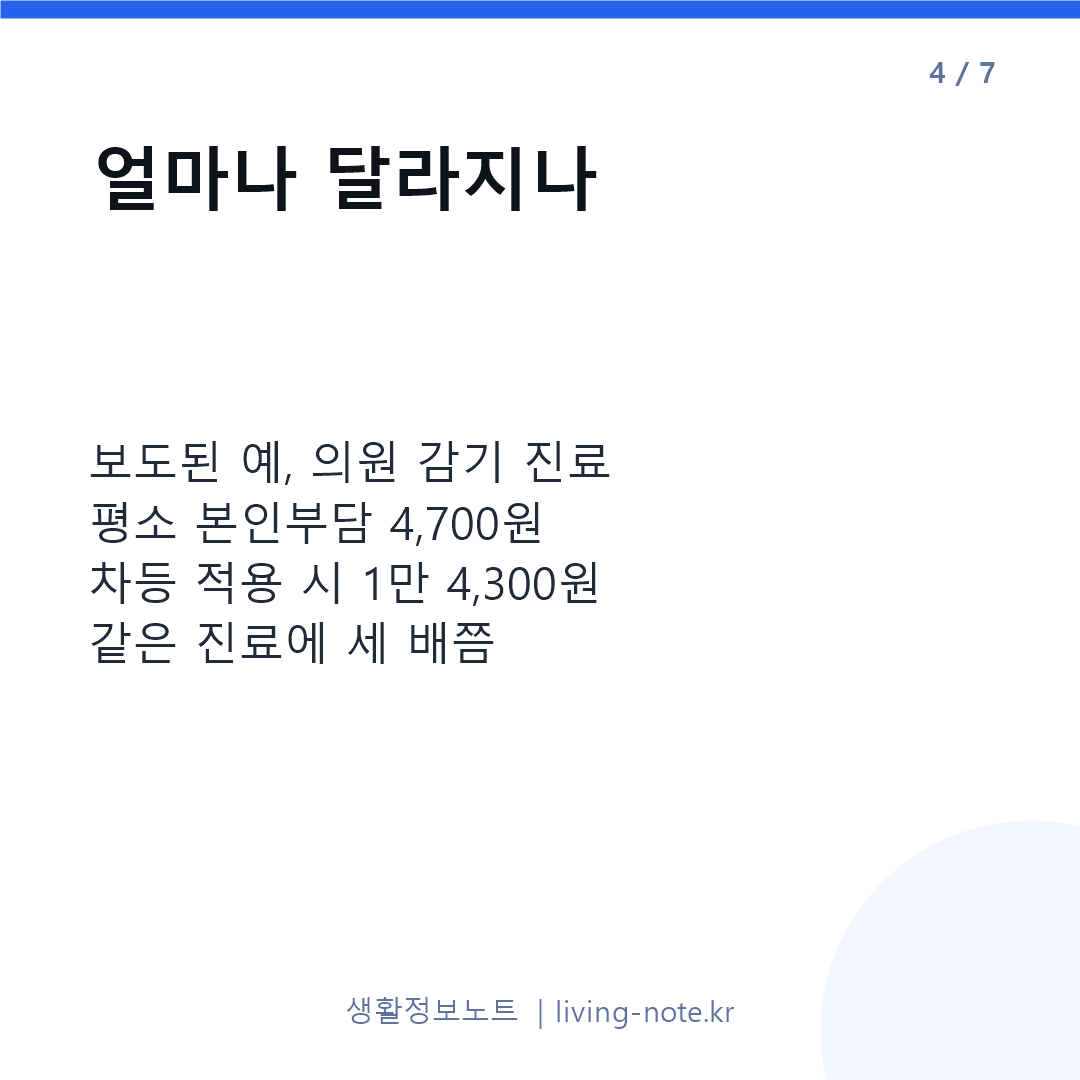 4 / 7
얼마나 달라지나
보도된 예, 의원 감기 진료
평소 본인부담 4,700원
차등 적용 시 1만 4,300원
같은 진료에 세 배쯤
생활정보노트 | living-note.kr